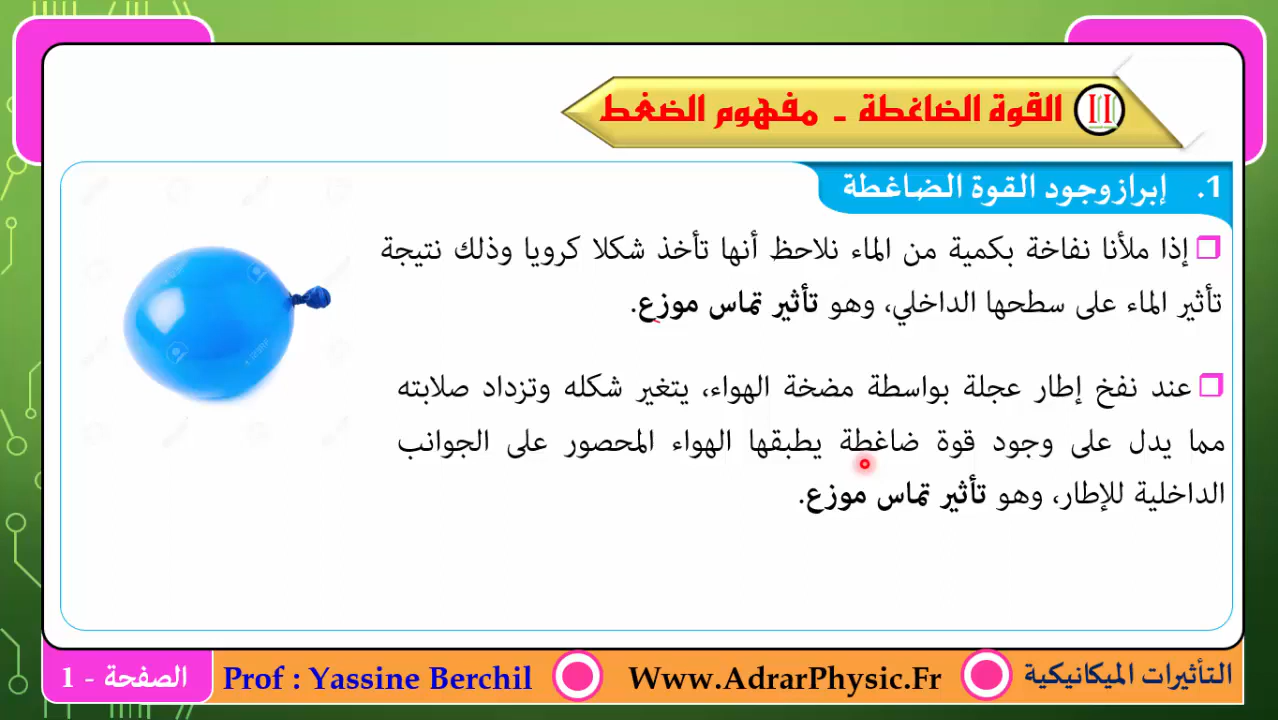 II القوة الضاغطة - مفهوم الضغط
1. إبراز وجود القوة الضاغطة
إذا ملأنا نفاخة بكمية من الماء نلاحظ أنها تأخذ شكلا كرويا وذلك نتيجة
تأثير الماء على سطحها الداخلي، وهو تأثير تماس موزع.
عند نفخ إطار عجلة بواسطة مضخة الهواء، يتغير شكله وتزداد صلابته
مما يدل على وجود قوة ضاغطة يطبقها الهواء المحصور على الجوانب
الداخلية للإطار، وهو تأثير تماس موزع.
التأثيرات الميكانيكية Www.AdrarPhysic.Fr Prof : Yassine Berchil الصفحة - 1